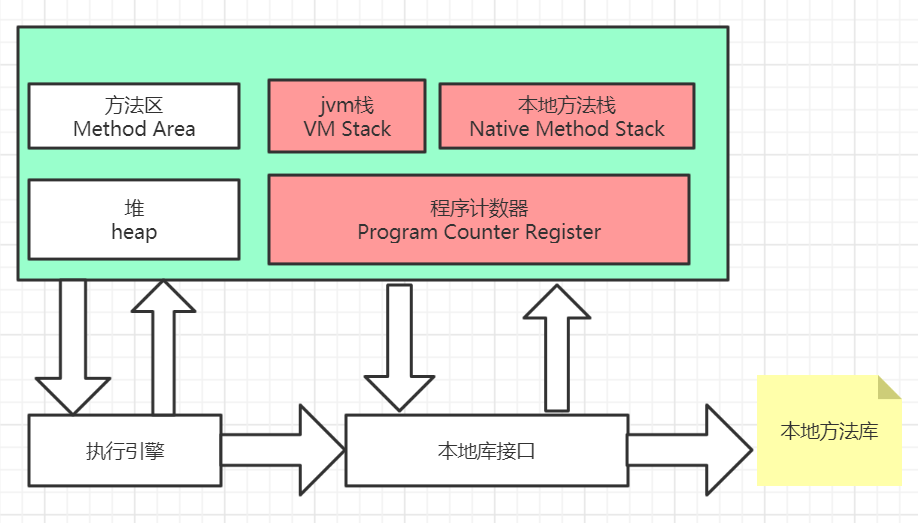 方法区
Method Area
jvm栈
VM Stack
本地方法栈
Native Method Stack
堆
heap
程序计数器
Program Counter Register
执行引擎
本地库接口
本地方法库